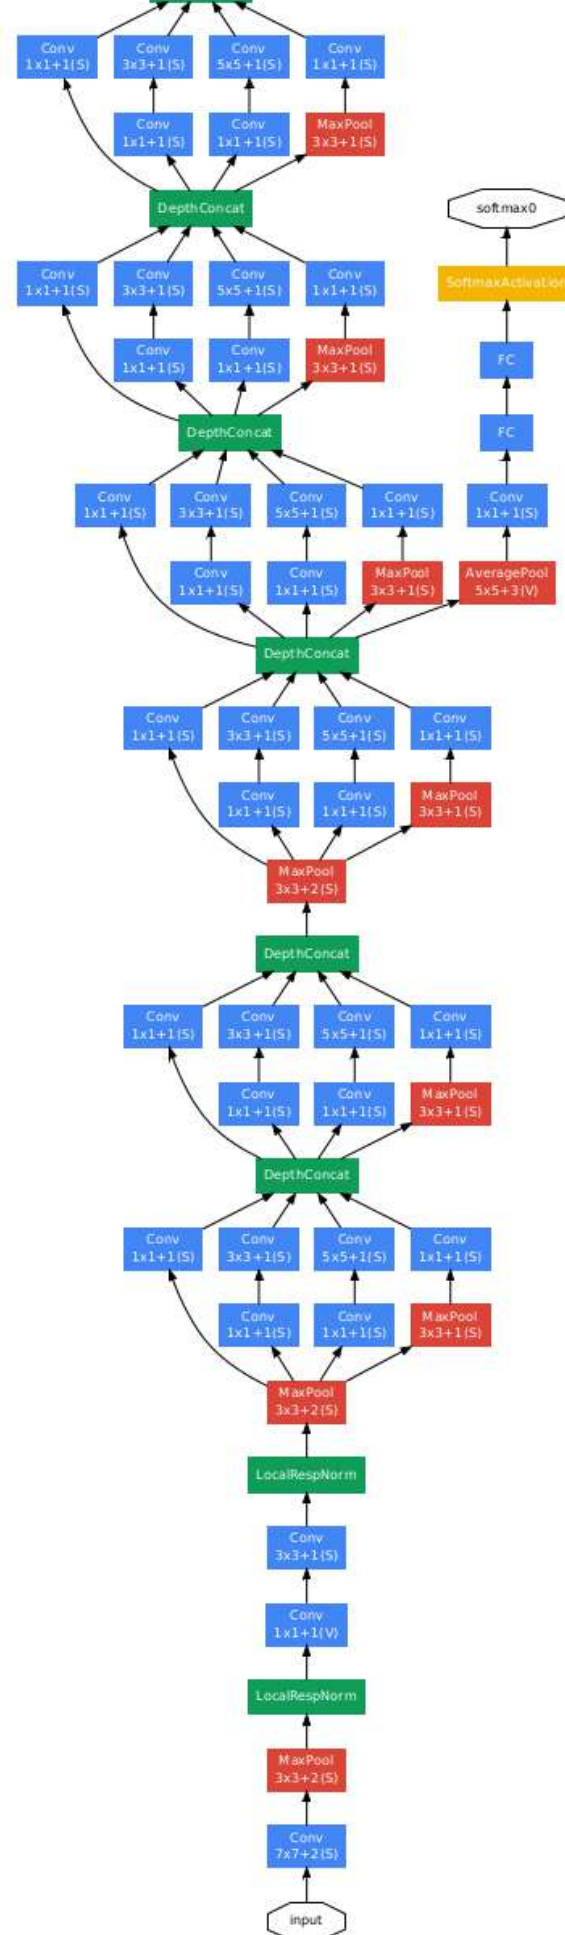 Conv Conv Conv Conv
1x1+1(S) 3x3+1(S) 5x5+1(S) 1x1+1(S)
Conv Conv MaxPool
1x1+1(S) 1x1+1(S) 3x3+1(S)
DepthConcat softmax0
Conv Conv Conv Conv SoftmaxActivation
1x1+1(S) 3x3+1(S) 5x5+1(S) 1x1+1(S)
Conv Conv MaxPool FC
1x1+1(S) 1x1+1(S) 3x3+1(S)
DepthConcat FC
Conv Conv Conv Conv Conv
1x1+1(S) 3x3+1(S) 5x5+1(S) 1x1+1(S) 1x1+1(S)
Conv Conv MaxPool AveragePool
1x1+1(S) 1x1+1(S) 3x3+1(S) 5x5+3(V)
DepthConcat
Conv Conv Conv Conv
1x1+1(S) 3x3+1(S) 5x5+1(S) 1x1+1(S)
Conv Conv MaxPool
1x1+1(S) 1x1+1(S) 3x3+1(S)
MaxPool
3x3+2(S)
DepthConcat
Conv Conv Conv Conv
1x1+1(S) 3x3+1(S) 5x5+1(S) 1x1+1(S)
Conv Conv MaxPool
1x1+1(S) 1x1+1(S) 3x3+1(S)
DepthConcat
Conv Conv Conv Conv
1x1+1(S) 3x3+1(S) 5x5+1(S) 1x1+1(S)
Conv Conv MaxPool
1x1+1(S) 1x1+1(S) 3x3+1(S)
MaxPool
3x3+2(S)
LocalRespNorm
Conv
3x3+1(S)
Conv
1x1+1(V)
LocalRespNorm
MaxPool
3x3+2(S)
Conv
7x7+2(S)
input